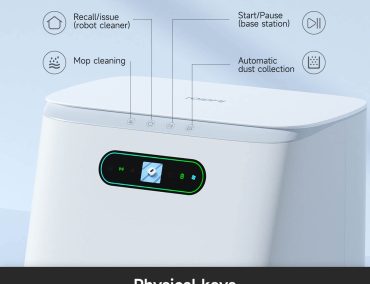 Recall/issue
(robot cleaner)
Start/Pause
(base station)
Mop cleaning
Automatic
dust collection
Physical keys